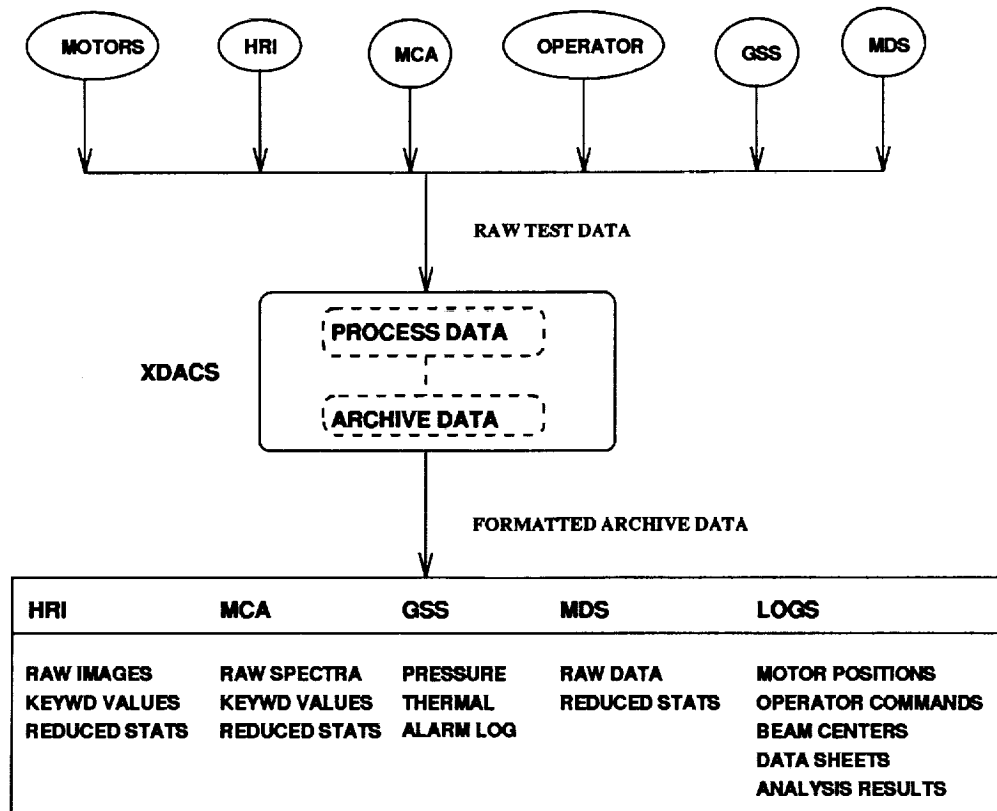 MOTORS HRI MCA OPERATOR GSS MDS
RAW TEST DATA
PROCESS DATA
XDACS
ARCHIVE DATA
FORMATTED ARCHIVE DATA
HRI MCA GSS MDS LOGS
RAW IMAGES RAW SPECTRA PRESSURE RAW DATA MOTOR POSITIONS
KEYWD VALUES KEYWD VALUES THERMAL REDUCED STATS OPERATOR COMMANDS
REDUCED STATS REDUCED STATS ALARM LOG BEAM CENTERS
DATA SHEETS
ANALYSIS RESULTS